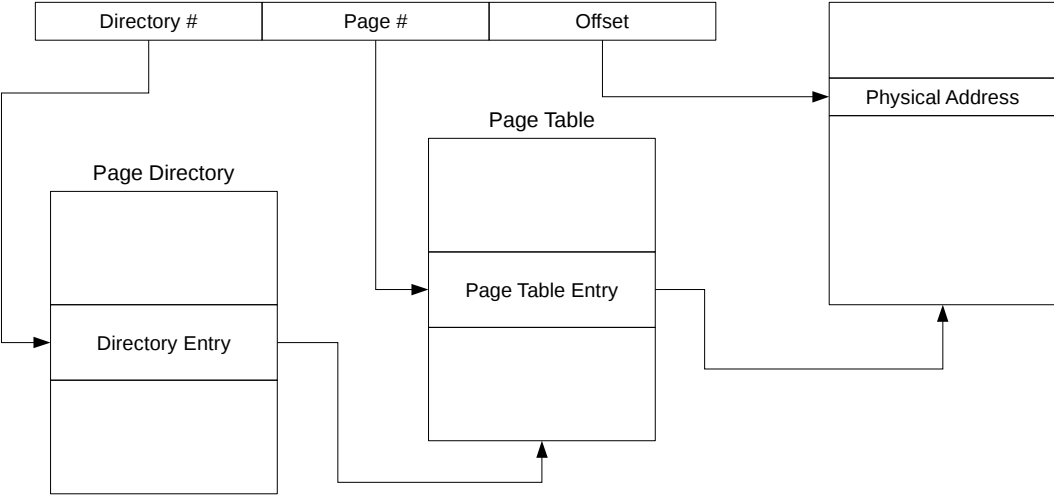 Directory #
Page #
Offset
Physical Address
Page Table
Page Directory
Page Table Entry
Directory Entry